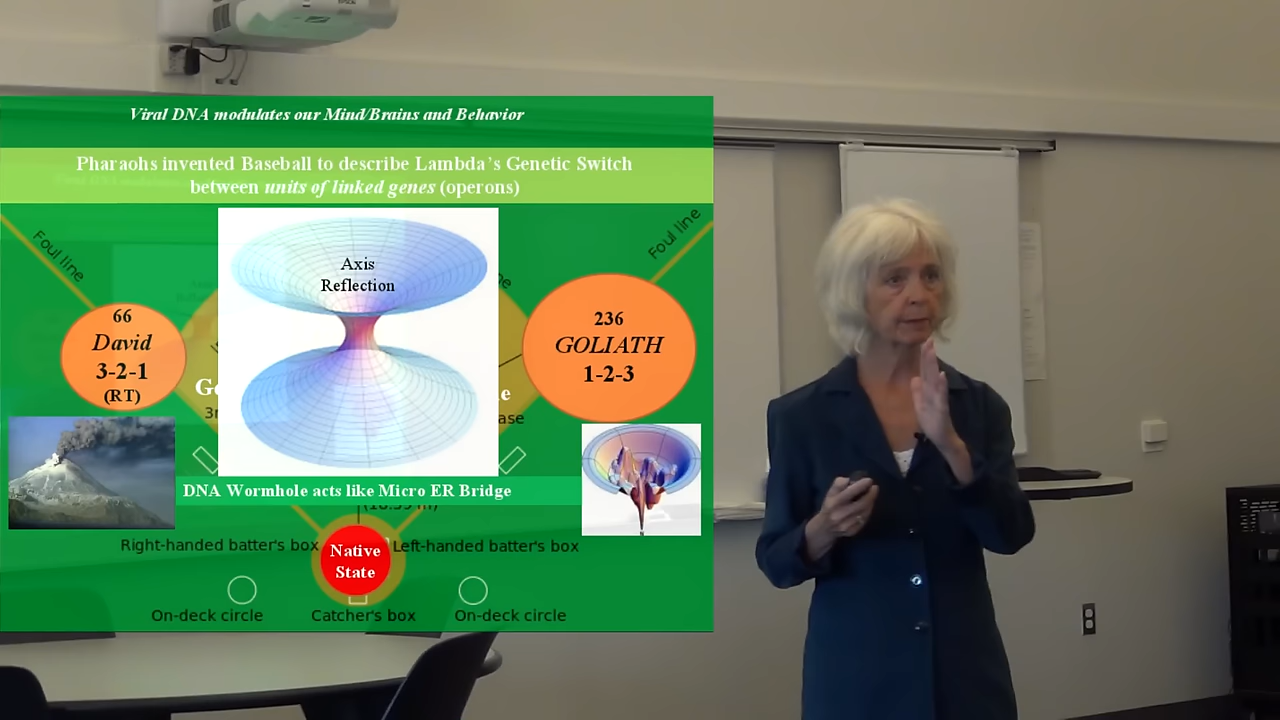 EPSON
Viral DNA modulates our Mind/Brains and Behavior
Pharaohs invented Baseball to describe Lambda's Genetic Switch
between units of linked genes (operons)
Foul line
Foul line
Axis
Reflection
66
David
3-2-1
(RT)
236
GOLIATH
1-2-3
DNA Wormhole acts like Micro ER Bridge
Right-handed batter's box
Left-handed batter's box
Native
State
On-deck circle
Catcher's box
On-deck circle